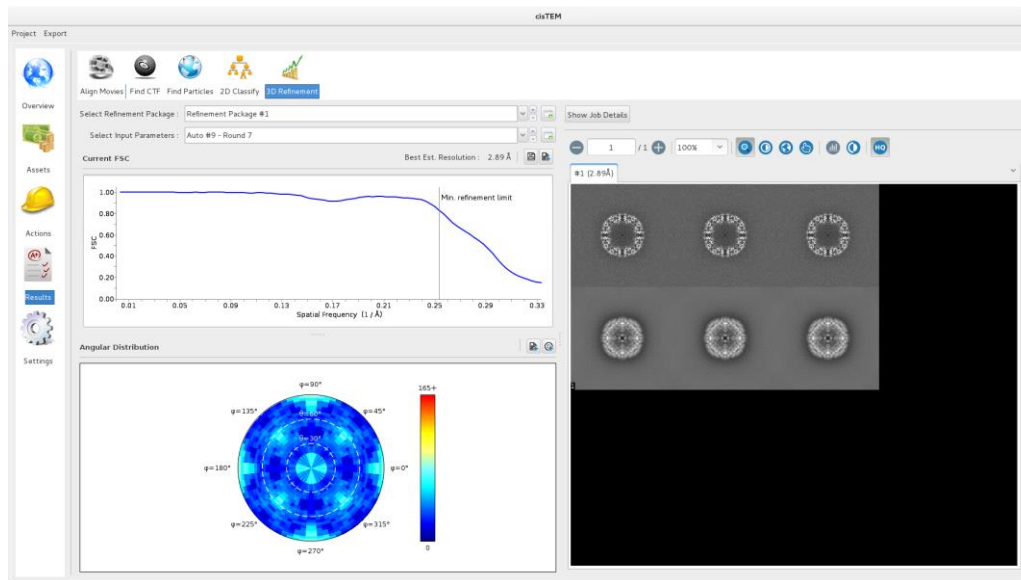 cisTEM
Project Export
Overview
Assets
Actions
Results
Settings
Align Movies
Find CTF
Find Particles
2D Classify
3D Refinement
Select Refinement Package :
Refinement Package #1
Select Input Parameters :
Auto #9 - Round 7
Current FSC
Best Est. Resolution : 2.89 Å
Min. refinement limit
1.00
0.80
0.60
0.40
0.20
0.00
FSC
0.01 0.05 0.09 0.13 0.17 0.21 0.25 0.29 0.33
Spatial Frequency (1 / Å)
Angular Distribution
φ=90°
φ=135°
φ=45°
θ=60°
θ=30°
φ=180°
φ=0°
φ=225°
φ=315°
φ=270°
165+
0
Show Job Details
1
/ 1
100%
HQ
#1 (2.89Å)
A+